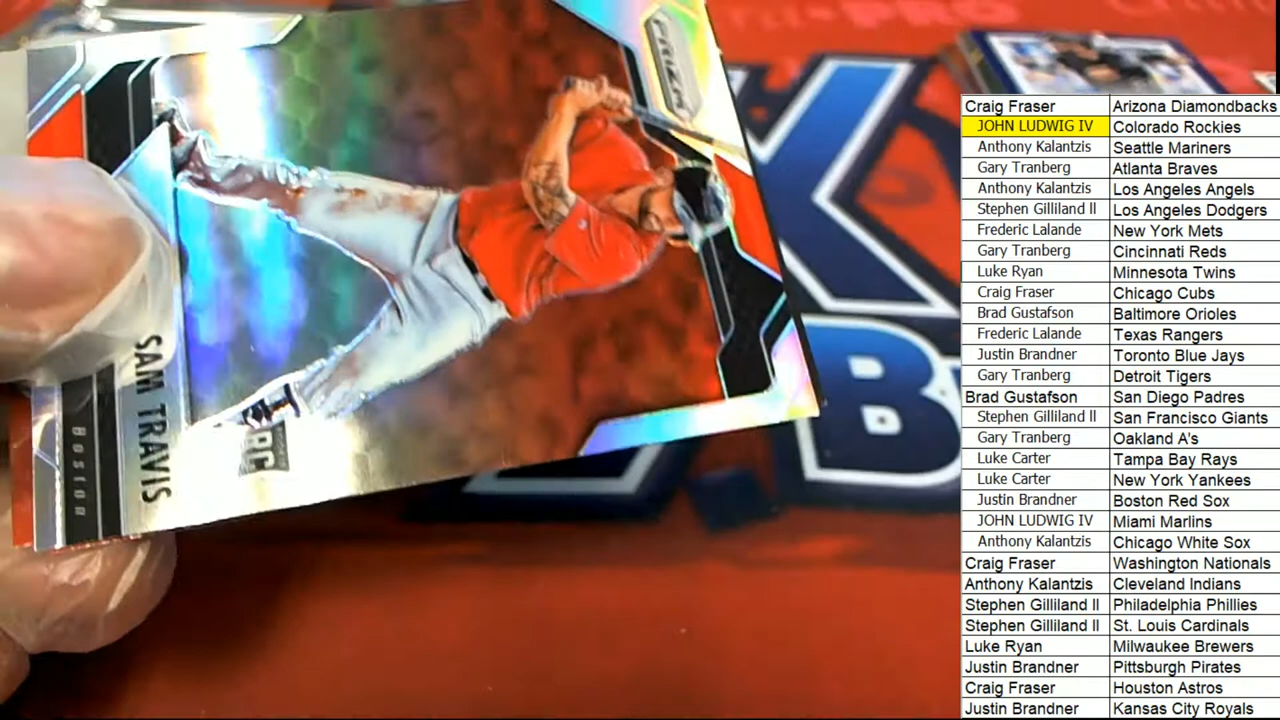 PRIZM
SAM TRAVIS
Boston
RC
K
B
Craig Fraser Arizona Diamondbacks
JOHN LUDWIG IV Colorado Rockies
Anthony Kalantzis Seattle Mariners
Gary Tranberg Atlanta Braves
Anthony Kalantzis Los Angeles Angels
Stephen Gilliland II Los Angeles Dodgers
Frederic Lalande New York Mets
Gary Tranberg Cincinnati Reds
Luke Ryan Minnesota Twins
Craig Fraser Chicago Cubs
Brad Gustafson Baltimore Orioles
Frederic Lalande Texas Rangers
Justin Brandner Toronto Blue Jays
Gary Tranberg Detroit Tigers
Brad Gustafson San Diego Padres
Stephen Gilliland II San Francisco Giants
Gary Tranberg Oakland A's
Luke Carter Tampa Bay Rays
Luke Carter New York Yankees
Justin Brandner Boston Red Sox
JOHN LUDWIG IV Miami Marlins
Anthony Kalantzis Chicago White Sox
Craig Fraser Washington Nationals
Anthony Kalantzis Cleveland Indians
Stephen Gilliland II Philadelphia Phillies
Stephen Gilliland II St. Louis Cardinals
Luke Ryan Milwaukee Brewers
Justin Brandner Pittsburgh Pirates
Craig Fraser Houston Astros
Justin Brandner Kansas City Royals